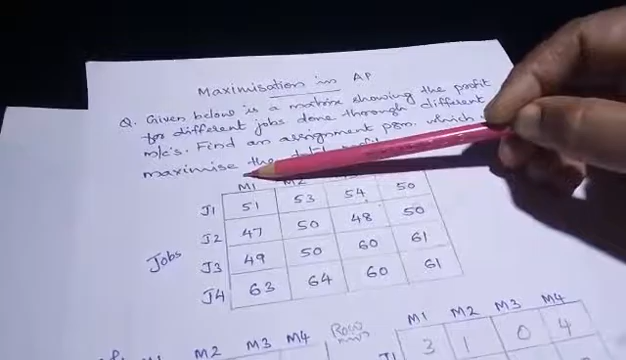 Maximisation in AP
Q. Given below is a matrix showing the profit
for different jobs done through different
m/c's. Find an assignment pgm. which
maximise the
M1 M2
J1 51 53 54 50
J2 47 50 48 50
Jobs
J3 49 50 60 61
J4 63 64 60 61
M2 M3 M4
Row
M1 M2 M3 M4
J1 3 1 0 4